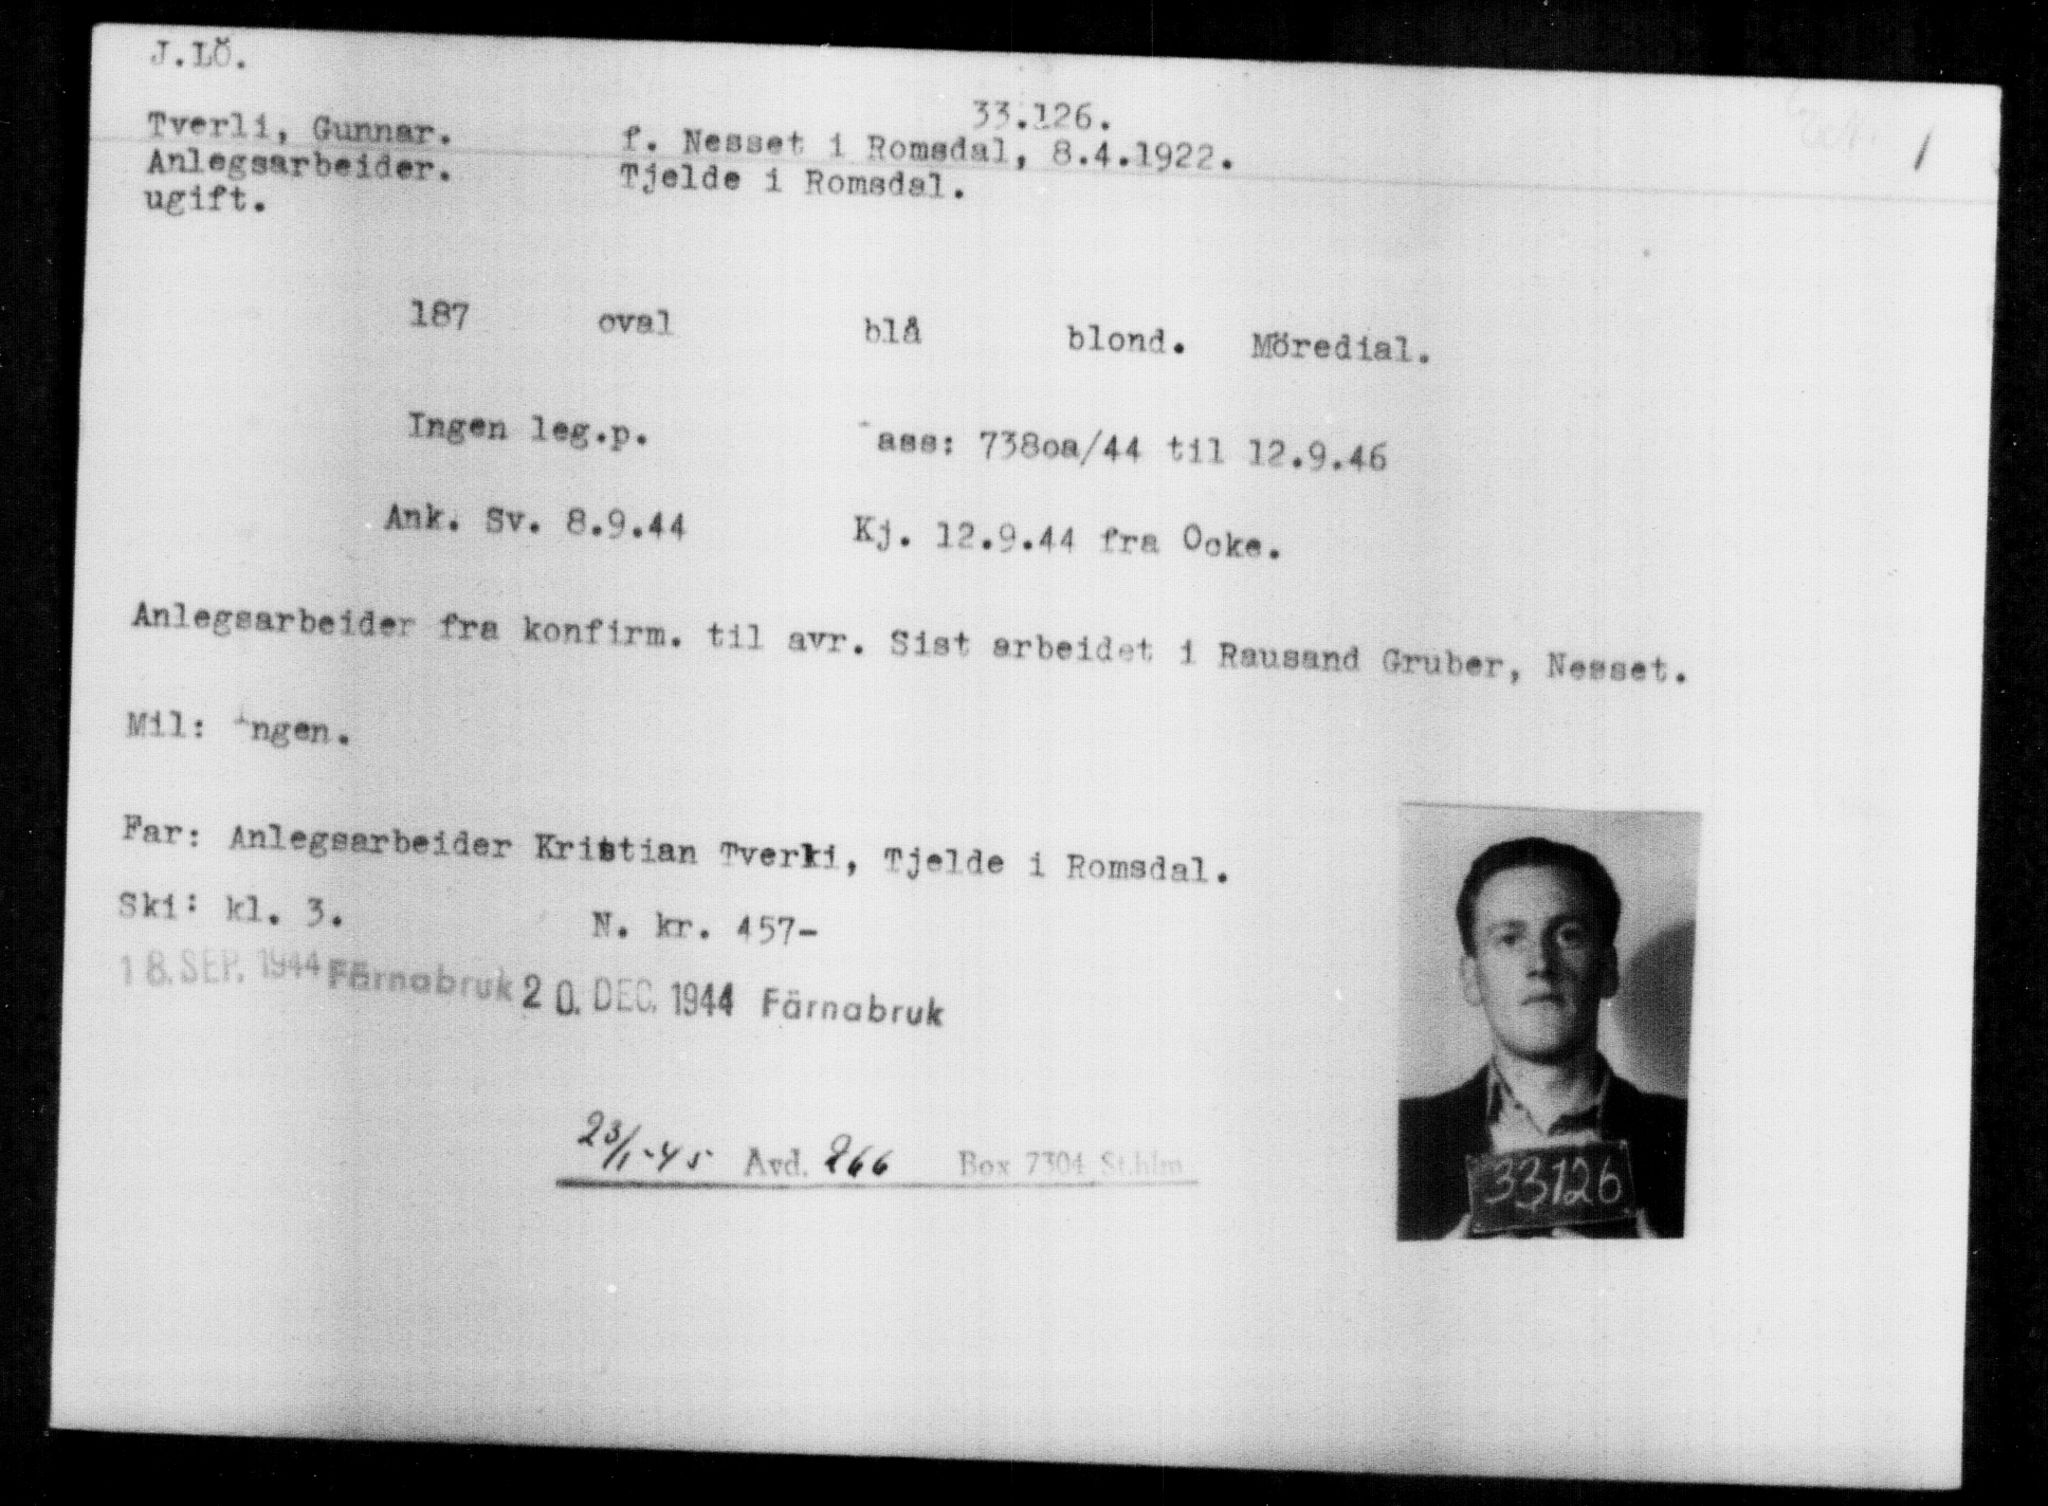 J.LÖ.
33.126.
Tverli, Gunnar. f. Nesset i Romsdal, 8.4.1922.
Anlegsarbeider. Tjelde i Romsdal.
ugift.
187 oval blå blond. Möredial.
Ingen leg.p. Pass: 738oa/44 til 12.9.46
Ank. Sv. 8.9.44 Kj. 12.9.44 fra Ocke.
Anlegsarbeider fra konfirm. til avr. Sist arbeidet i Rausand Gruber, Nesset.
Mil: Ingen.
Far: Anlegsarbeider Kristian Tverli, Tjelde i Romsdal.
Ski: kl. 3. N. kr. 457-
18. SEP. 1944 Färnabruk 20. DEC. 1944 Färnabruk
23/1-45 Avd. 266 Box 7304 St.hlm
33126